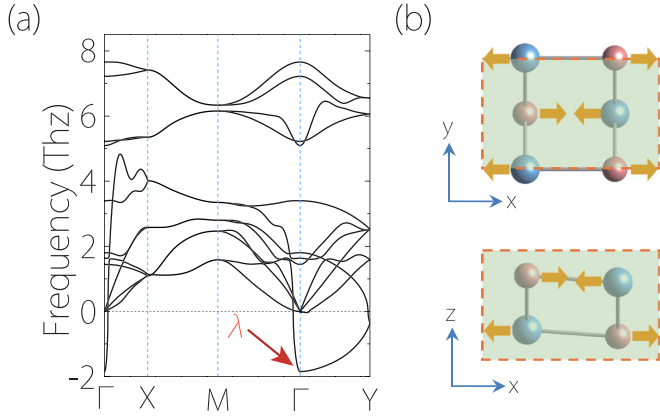 (a)
Frequency (Thz)
8
6
4
2
0
-2
λ
Γ X M Γ Y
(b)
y
x
z
x